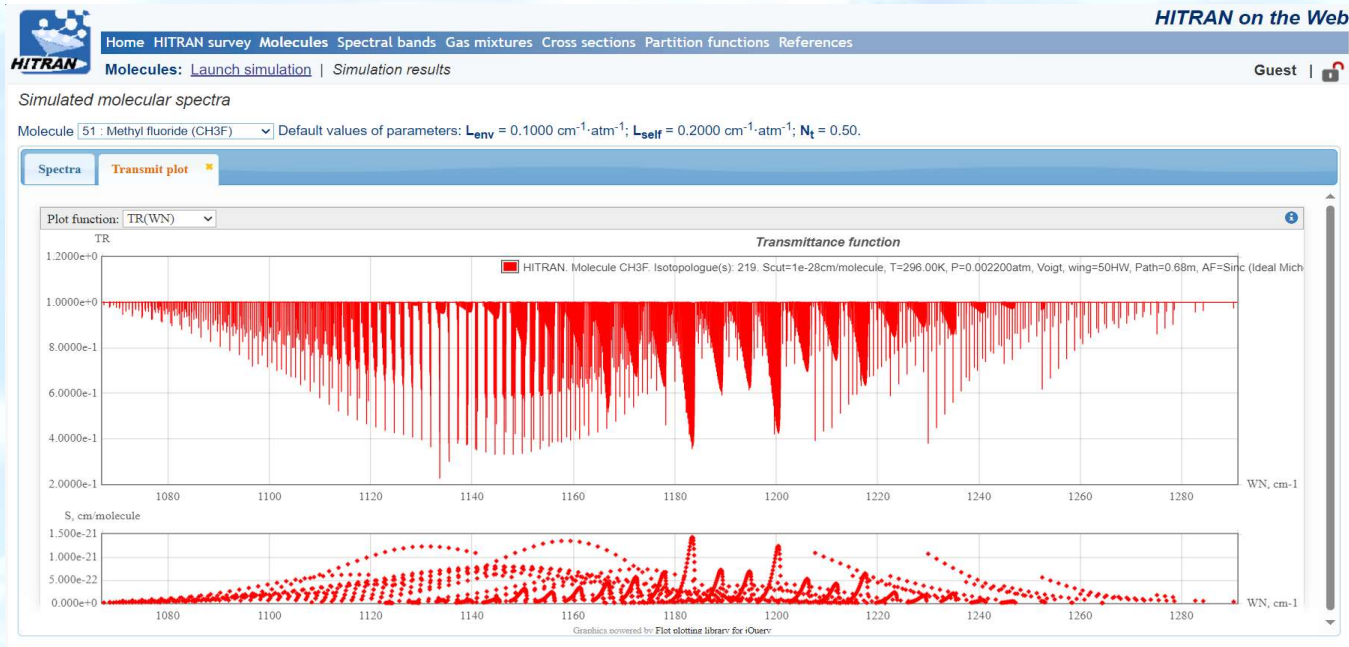 HITRAN on the Web
HITRAN
Home HITRAN survey Molecules Spectral bands Gas mixtures Cross sections Partition functions References
Molecules: Launch simulation | Simulation results
Guest |
Simulated molecular spectra
Molecule 51 : Methyl fluoride (CH3F) Default values of parameters: Lenv = 0.1000 cm-1·atm-1; Lself = 0.2000 cm-1·atm-1; Nt = 0.50.
Spectra Transmit plot
Plot function: TR(WN)
TR
Transmittance function
HITRAN. Molecule CH3F. Isotopologue(s): 219. Scut=1e-28cm/molecule, T=296.00K, P=0.002200atm, Voigt, wing=50HW, Path=0.68m, AF=Sinc (Ideal Mich
1.2000e+0
1.0000e+0
8.0000e-1
6.0000e-1
4.0000e-1
2.0000e-1
1080 1100 1120 1140 1160 1180 1200 1220 1240 1260 1280
WN, cm-1
S, cm/molecule
1.500e-21
1.000e-21
5.000e-22
0.000e+0
1080 1100 1120 1140 1160 1180 1200 1220 1240 1260 1280
WN, cm-1
Graphics powered by Flot plotting library for jQuery